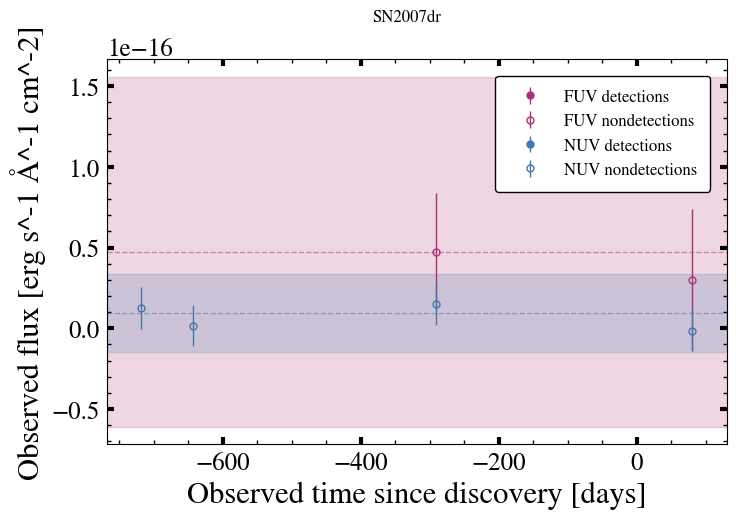 SN2007dr
1e−16
1.5
1.0
0.5
0.0
−0.5
FUV detections
FUV nondetections
NUV detections
NUV nondetections
−600
−400
−200
0
Observed time since discovery [days]
Observed flux [erg s^-1 Å^-1 cm^-2]